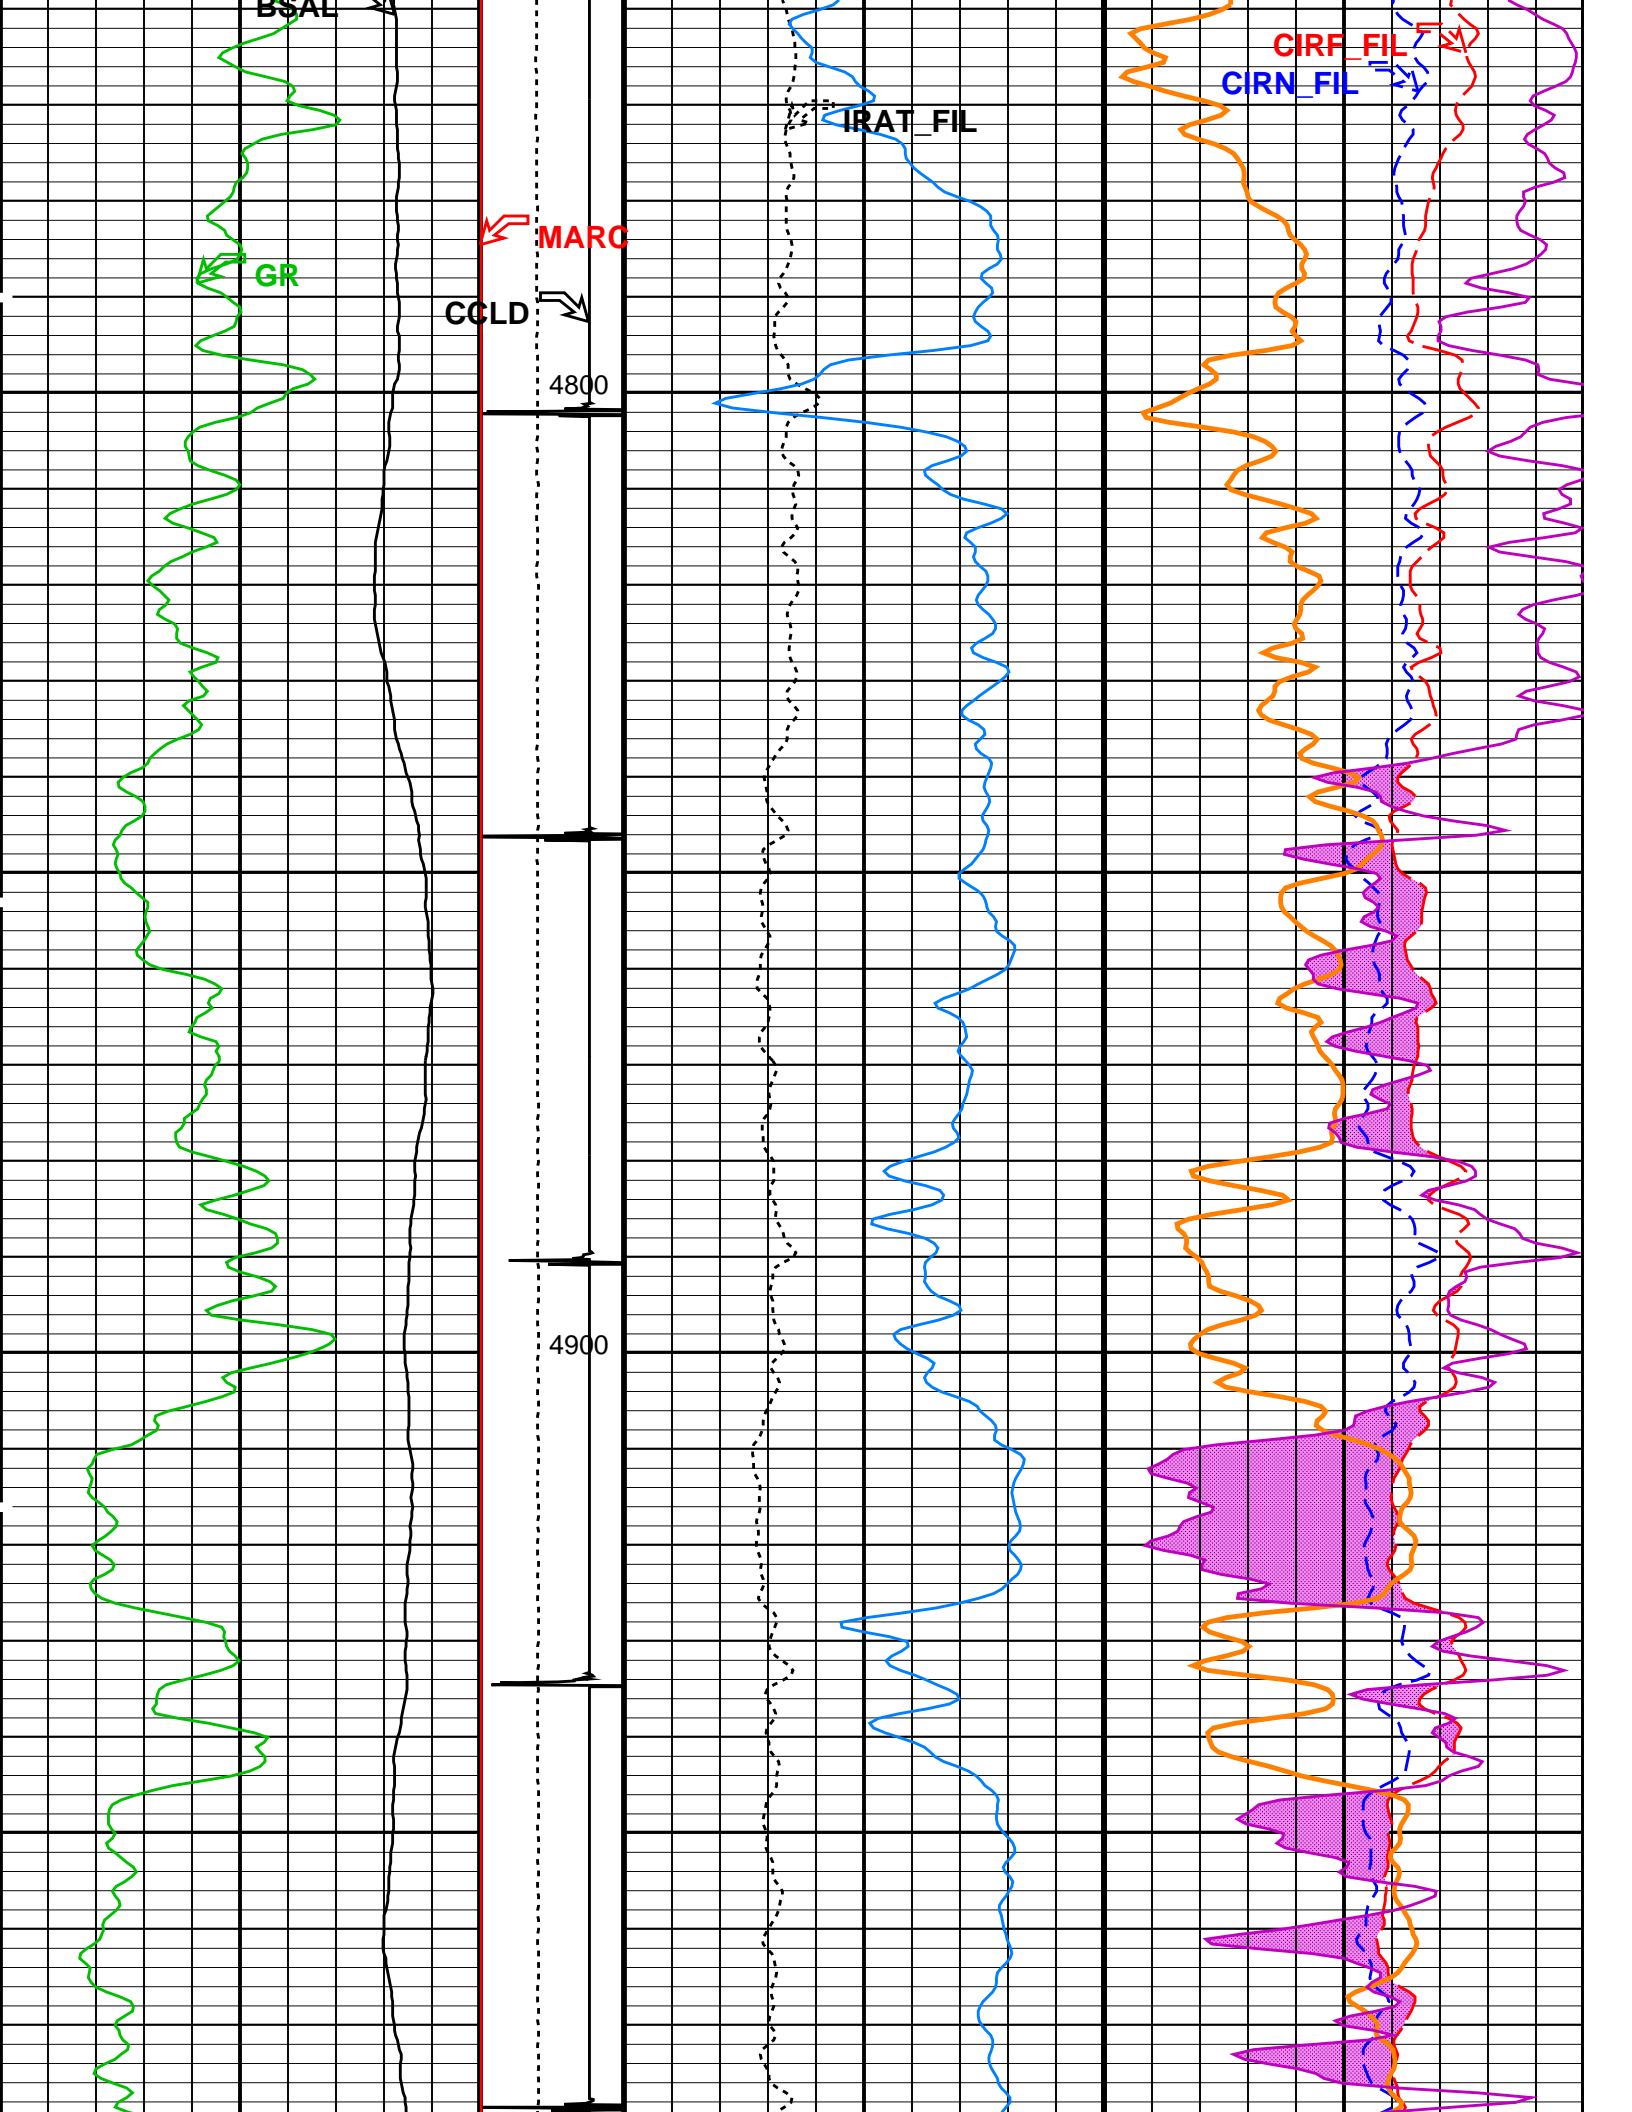 BSAL
CIRF_FIL
CIRN_FIL
IRAT_FIL
MARC
GR
CCLD
4800
4900